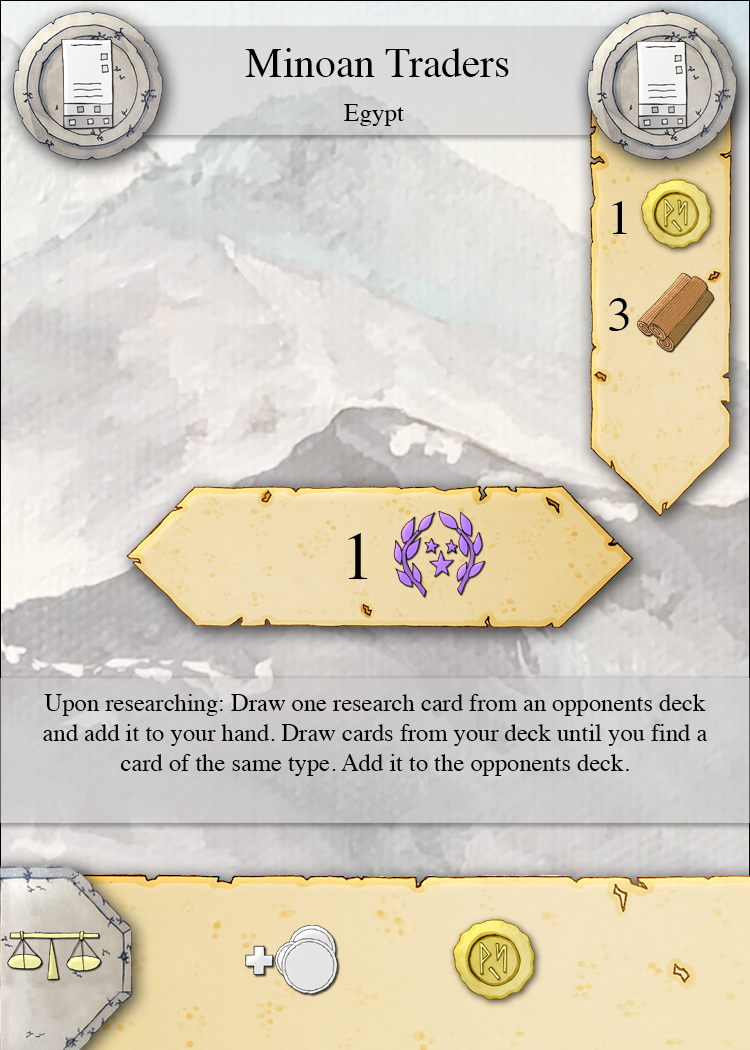 Minoan Traders
Egypt
1
3
1
Upon researching: Draw one research card from an opponents deck
and add it to your hand. Draw cards from your deck until you find a
card of the same type. Add it to the opponents deck.